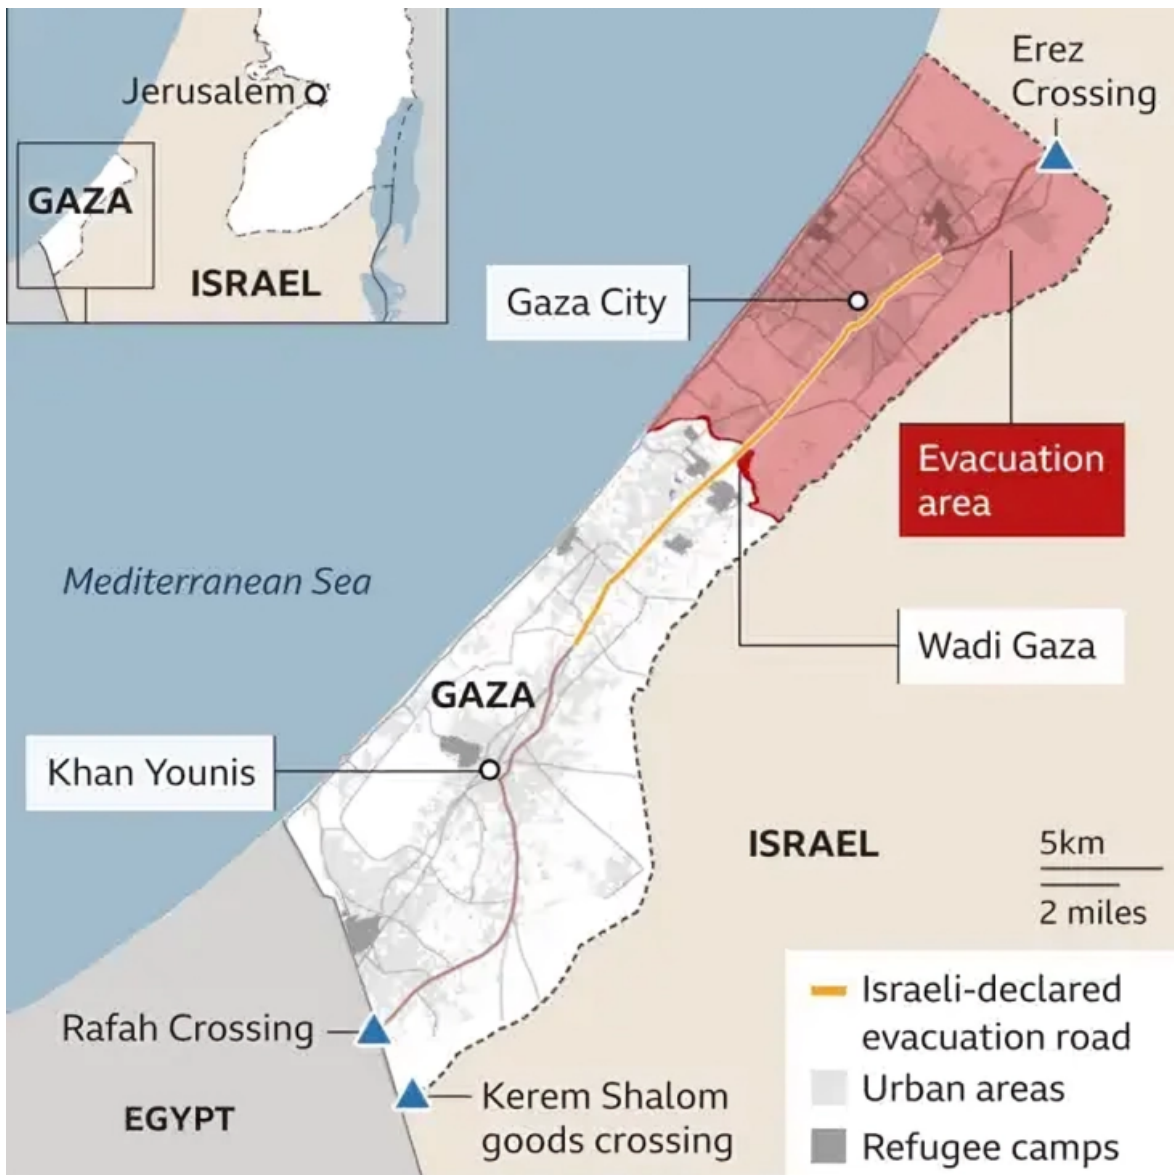 Jerusalem
GAZA
ISRAEL
Erez
Crossing
Gaza City
Evacuation
area
Mediterranean Sea
Wadi Gaza
GAZA
Khan Younis
ISRAEL
5km
2 miles
Rafah Crossing
EGYPT
Kerem Shalom
goods crossing
Israeli-declared
evacuation road
Urban areas
Refugee camps